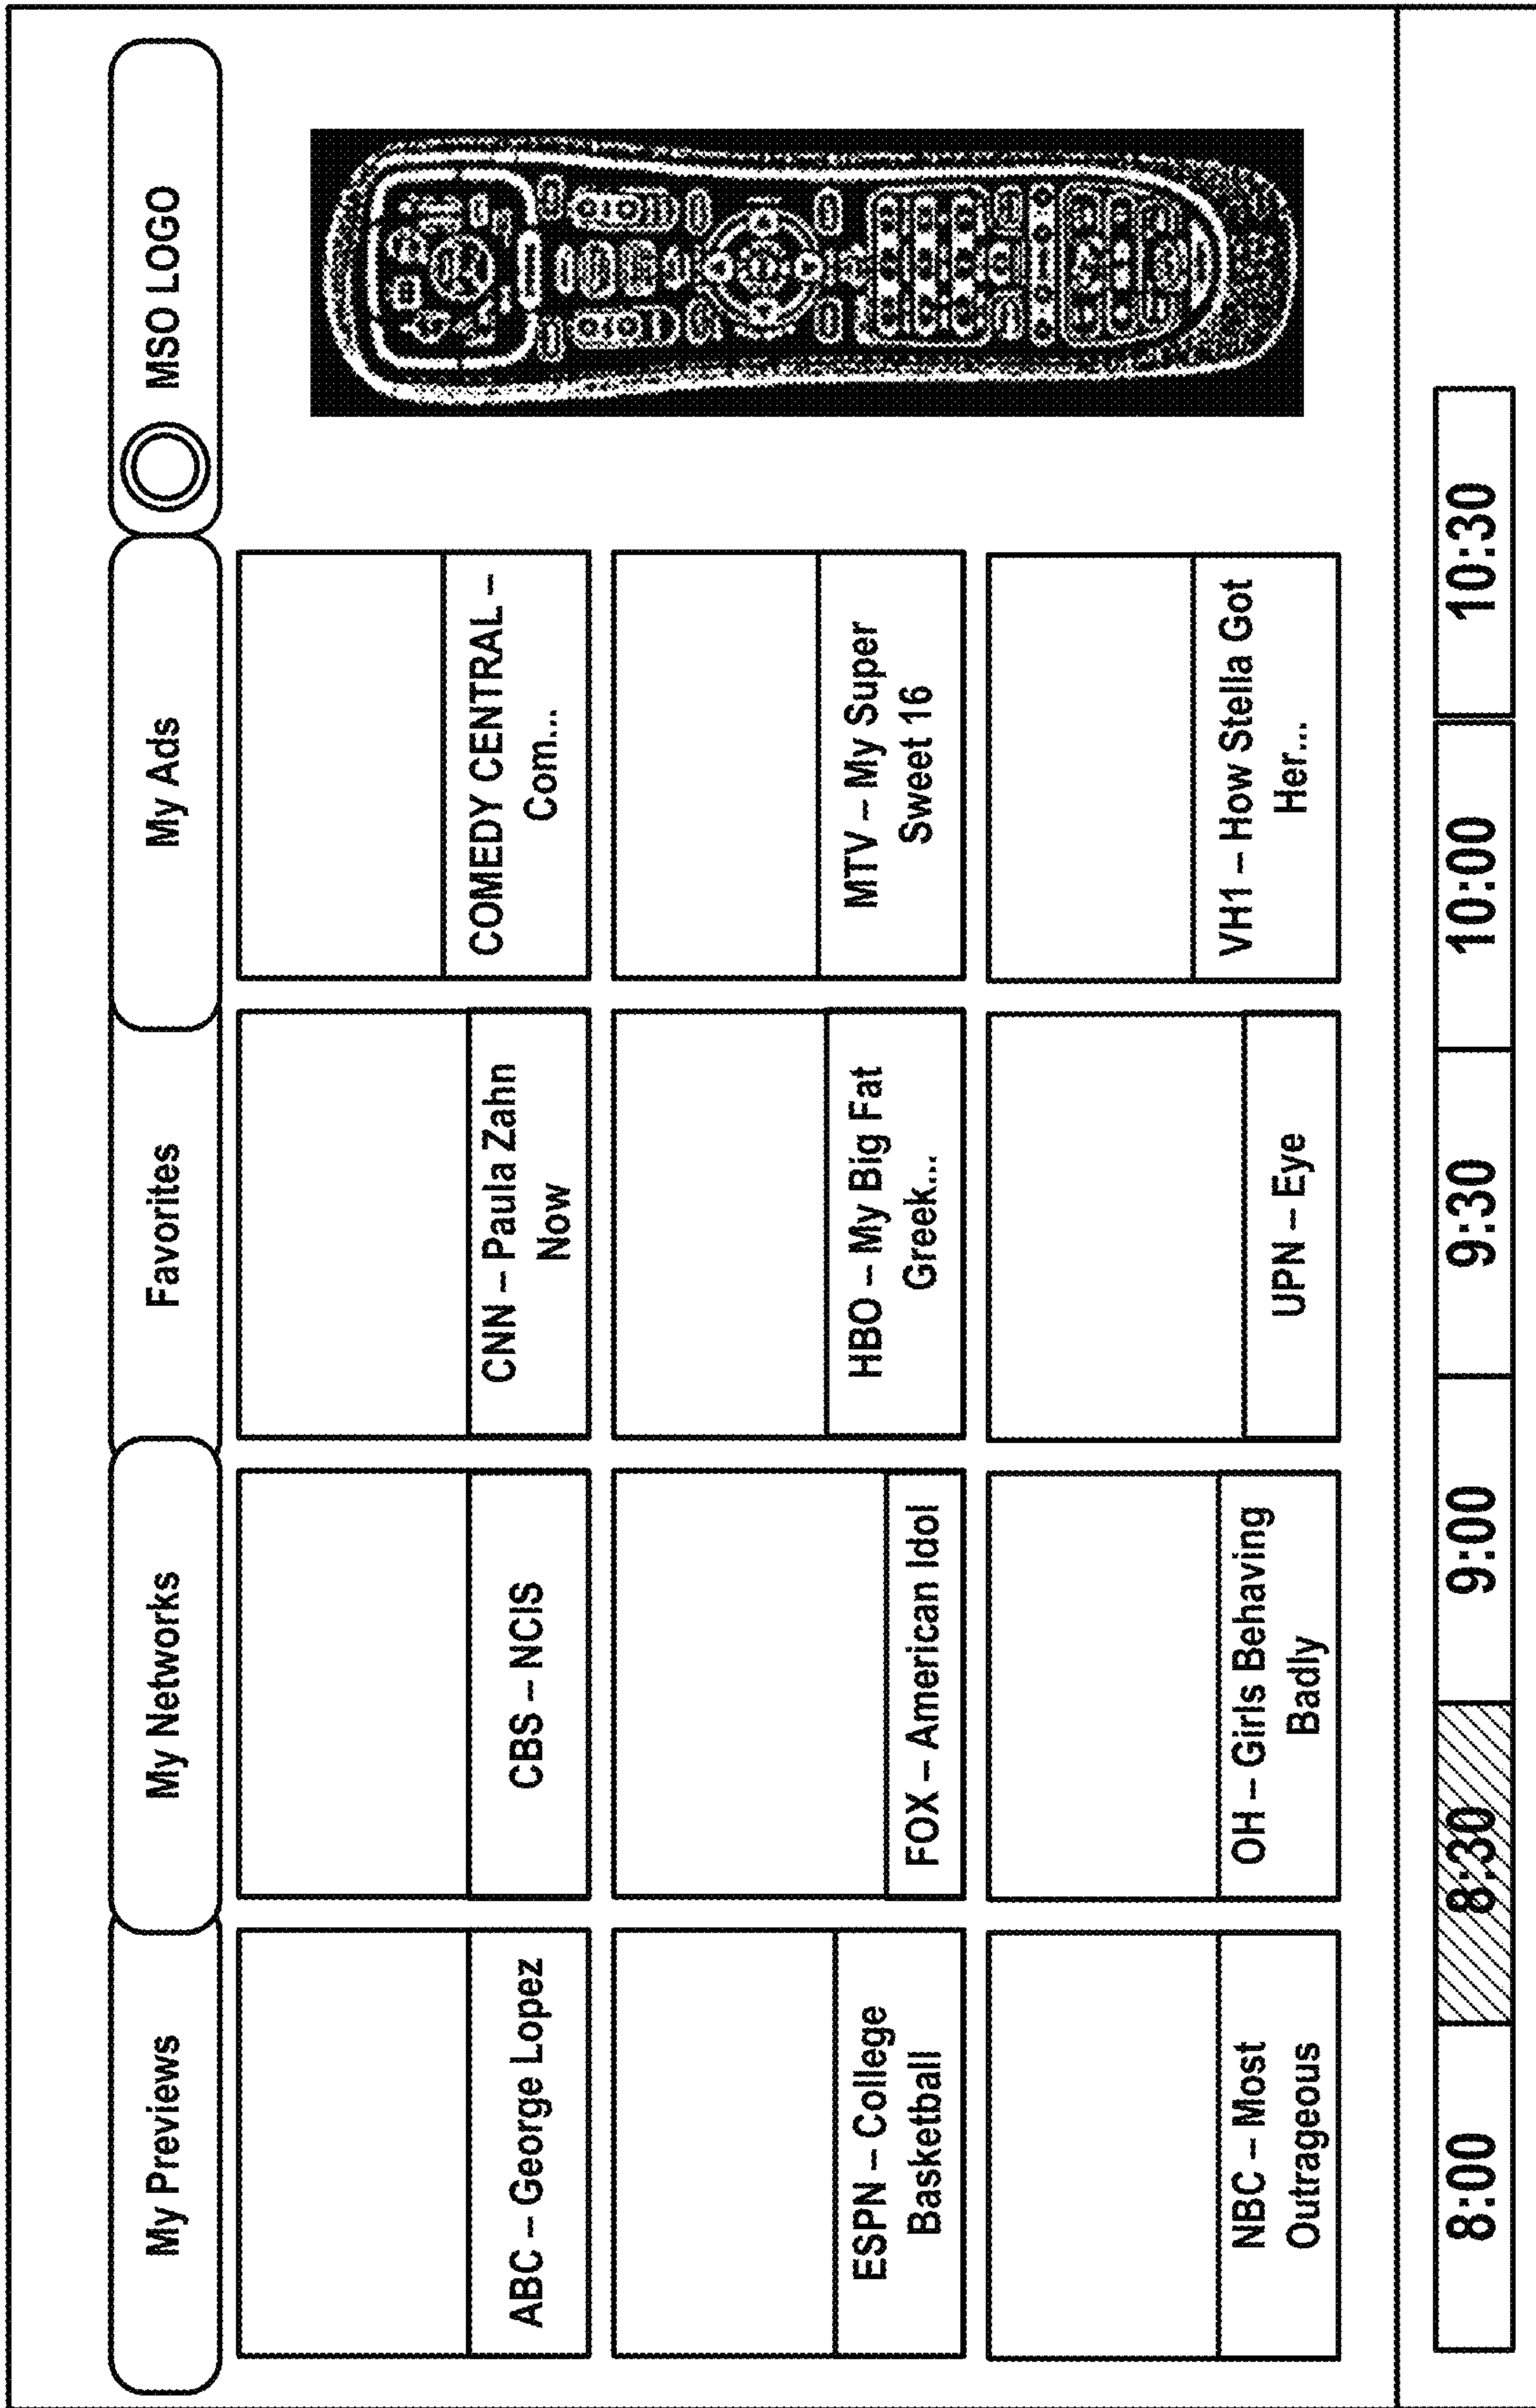 My Previews
My Networks
Favorites
My Ads
MSO LOGO
ABC – George Lopez
CBS – NCIS
CNN – Paula Zahn
Now
COMEDY CENTRAL –
Com...
ESPN – College
Basketball
FOX – American Idol
HBO – My Big Fat
Greek...
MTV – My Super
Sweet 16
NBC – Most
Outrageous
OH – Girls Behaving
Badly
UPN – Eye
VH1 – How Stella Got
Her...
8:00
8:30
9:00
9:30
10:00
10:30